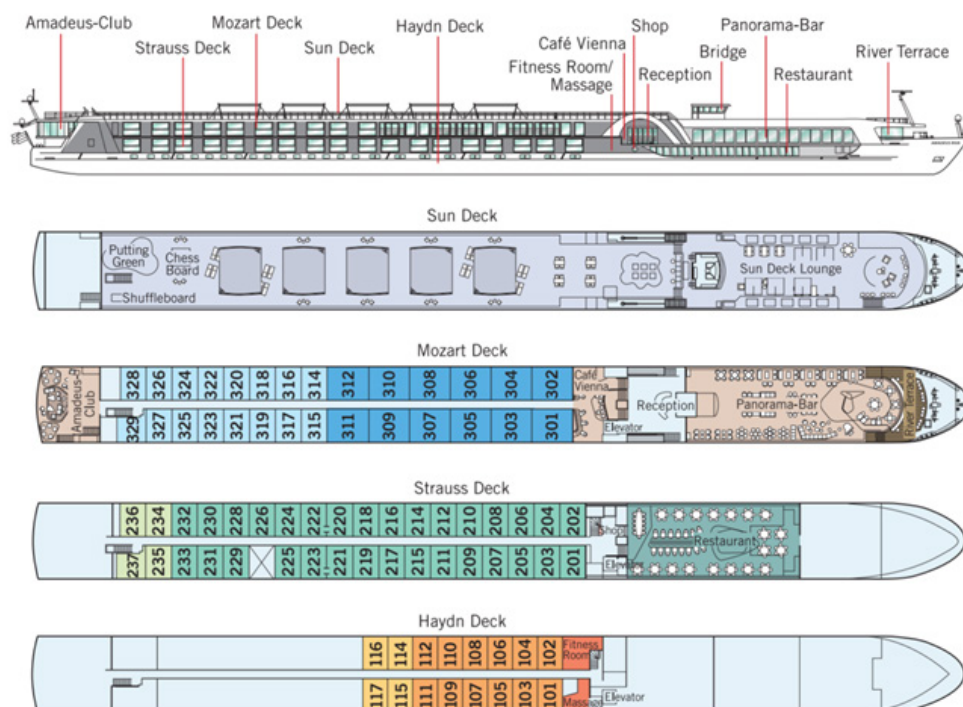 Amadeus-Club
Mozart Deck
Haydn Deck
Shop
Panorama-Bar
Strauss Deck
Sun Deck
Café Vienna
Bridge
River Terrace
Fitness Room/
Massage
Reception
Restaurant
Sun Deck
Putting
Green
Chess
Board
Shuffleboard
Sun Deck Lounge
Mozart Deck
Amadeus-
Club
328 326 324 322 320 318 316 314 312 310 308 306 304 302
329 327 325 323 321 319 317 315 311 309 307 305 303 301
Café
Vienna
Reception
Elevator
Panorama-Bar
River Terrace
Strauss Deck
236 234 232 230 228 226 224 222 220 218 216 214 212 210 208 206 204 202
237 235 233 231 229 225 223 221 219 217 215 211 209 207 205 203 201
Shop
Elevator
Restaurant
Haydn Deck
116 114 112 110 108 106 104 102
117 115 111 109 107 105 103 101
Fitness
Room
Massage
Elevator